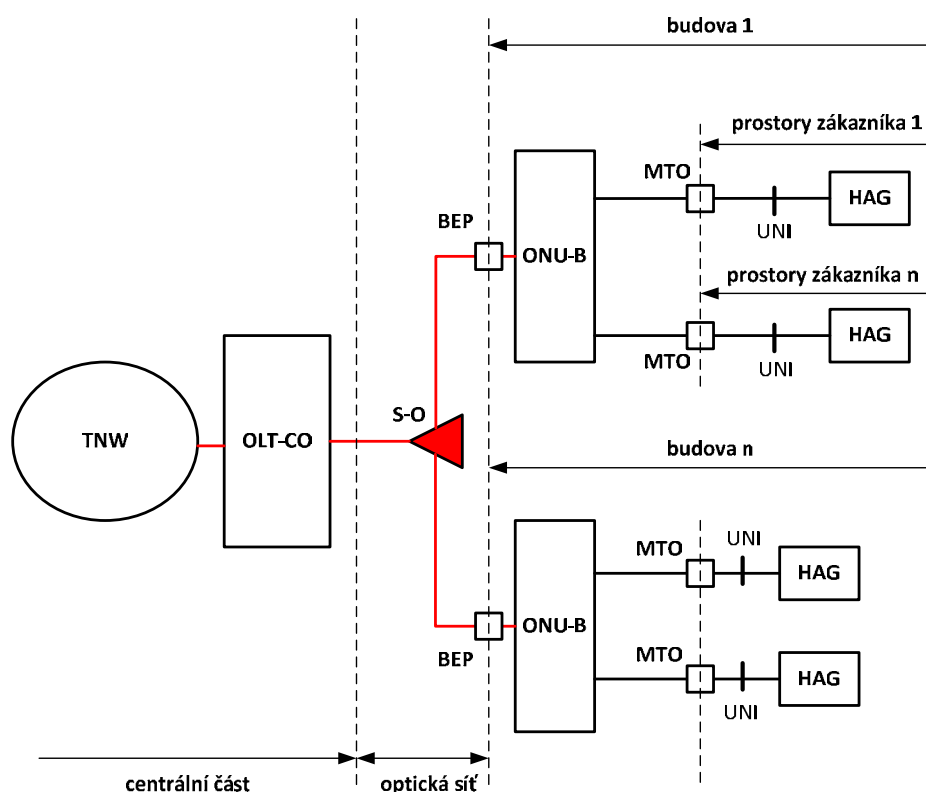 budova 1
prostory zákazníka 1
MTO
HAG
BEP
UNI
ONU-B
prostory zákazníka n
HAG
MTO
UNI
S-O
TNW
OLT-CO
budova n
UNI
MTO
HAG
ONU-B
BEP
MTO
HAG
UNI
centrální část
optická síť